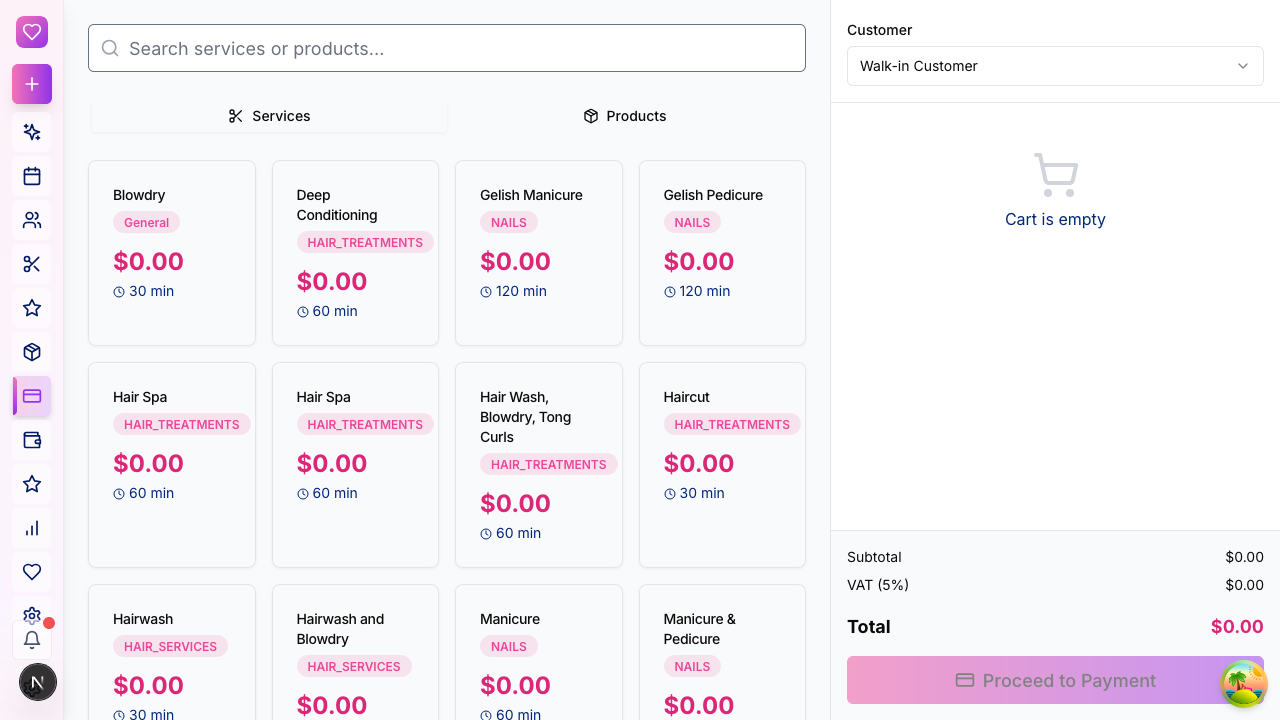 Search services or products...
Services
Products
Blowdry
General
$0.00
30 min
Deep
Conditioning
HAIR_TREATMENTS
$0.00
60 min
Gelish Manicure
NAILS
$0.00
120 min
Gelish Pedicure
NAILS
$0.00
120 min
Hair Spa
HAIR_TREATMENTS
$0.00
60 min
Hair Spa
HAIR_TREATMENTS
$0.00
60 min
Hair Wash,
Blowdry, Tong
Curls
HAIR_TREATMENTS
$0.00
60 min
Haircut
HAIR_TREATMENTS
$0.00
30 min
Hairwash
HAIR_SERVICES
$0.00
30 min
Hairwash and
Blowdry
HAIR_SERVICES
$0.00
Manicure
NAILS
$0.00
60 min
Manicure &
Pedicure
NAILS
$0.00
Customer
Walk-in Customer
Cart is empty
Subtotal $0.00
VAT (5%) $0.00
Total $0.00
Proceed to Payment
N